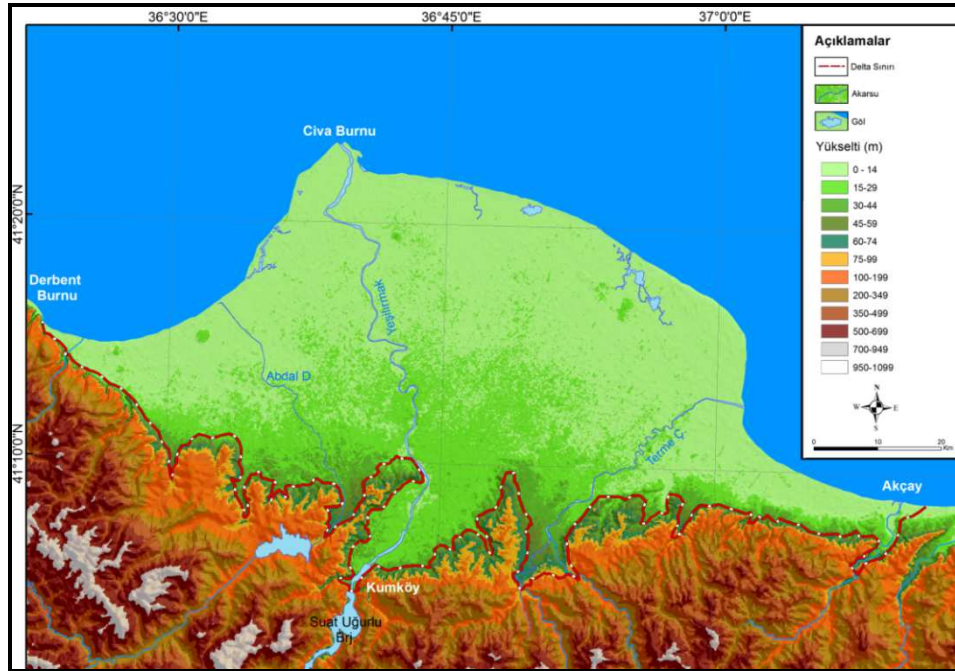 36°30'0"E
36°45'0"E
37°0'0"E
41°20'0"N
41°10'0"N
Civa Burnu
Derbent
Burnu
Yeşilırmak
Abdal D
Terme Ç.
Akçay
Kumköy
Suat Uğurlu
Brj
Açıklamalar
Delta Sınırı
Akarsu
Göl
Yükselti (m)
0 - 14
15-29
30-44
45-59
60-74
75-99
100-199
200-349
350-499
500-699
700-949
950-1099
N
W E
S
0 10 20
Km